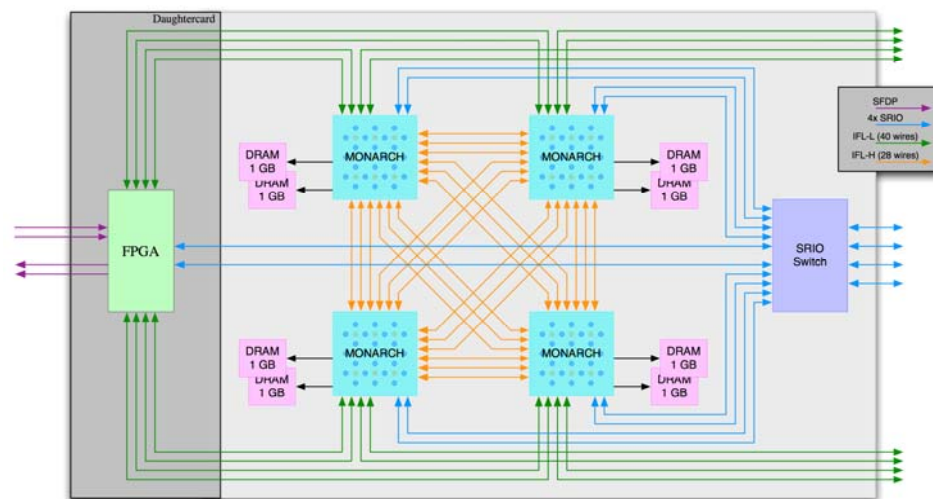 Daughtercard
SFDP
4x SRIO
IFL-L (40 wires)
IFL-H (28 wires)
DRAM
1 GB
DRAM
1 GB
MONARCH
MONARCH
DRAM
1 GB
DRAM
1 GB
FPGA
SRIO
Switch
DRAM
1 GB
DRAM
1 GB
MONARCH
MONARCH
DRAM
1 GB
DRAM
1 GB